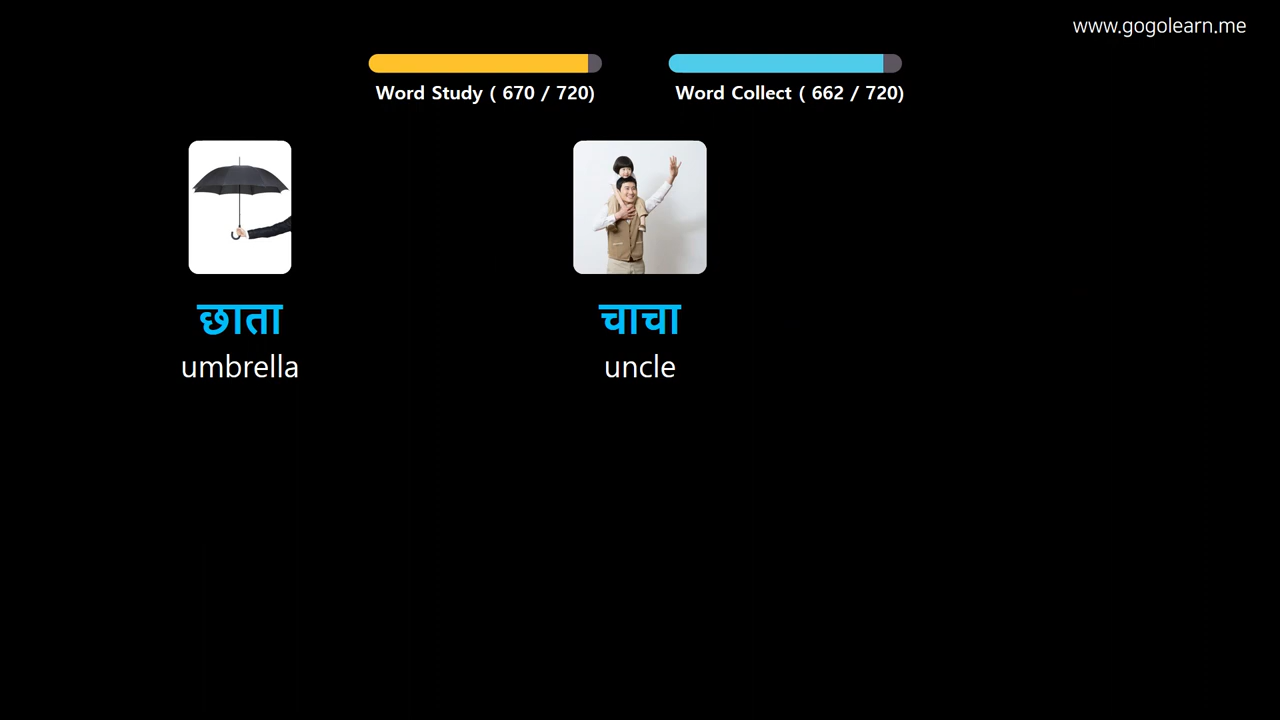 www.gogolearn.me
Word Study ( 670 / 720)
Word Collect ( 662 / 720)
छाता
umbrella
चाचा
uncle